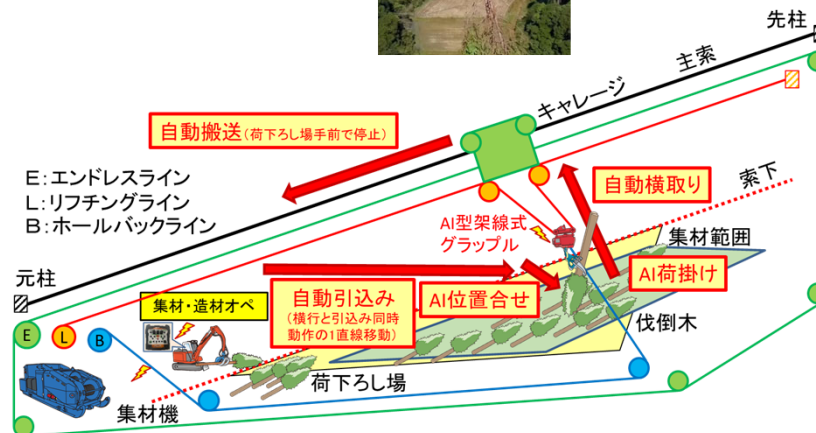 先柱
主索
キャレージ
自動搬送(荷下ろし場手前で停止)
E:エンドレスライン
L:リフチングライン
B:ホールバックライン
自動横取り
索下
AI型架線式
グラップル
集材範囲
元柱
集材・造材オペ
自動引込み
(横行と引込み同時
動作の1直線移動)
AI位置合せ
AI荷掛け
伐倒木
E
L
B
荷下ろし場
集材機